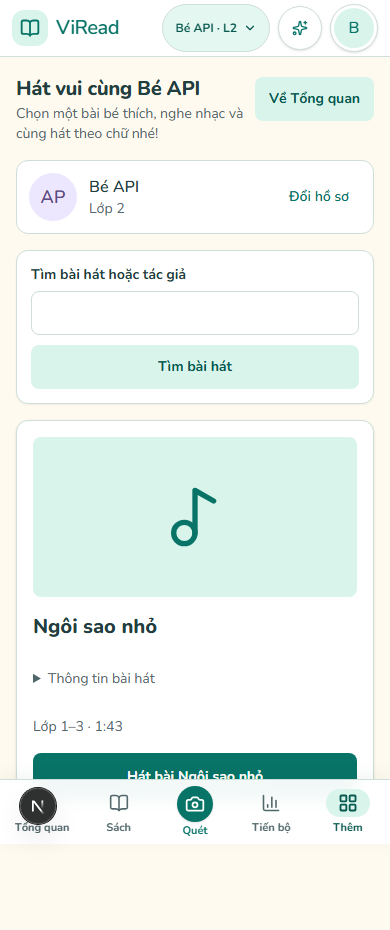 ViRead
Bé API · L2
B
Hát vui cùng Bé API
Chọn một bài bé thích, nghe nhạc và
cùng hát theo chữ nhé!
Về Tổng quan
AP
Bé API
Lớp 2
Đổi hồ sơ
Tìm bài hát hoặc tác giả
Tìm bài hát
Ngôi sao nhỏ
Thông tin bài hát
Lớp 1–3 · 1:43
Hát bài Ngôi sao nhỏ
N
Tổng quan
Sách
Quét
Tiến bộ
Thêm